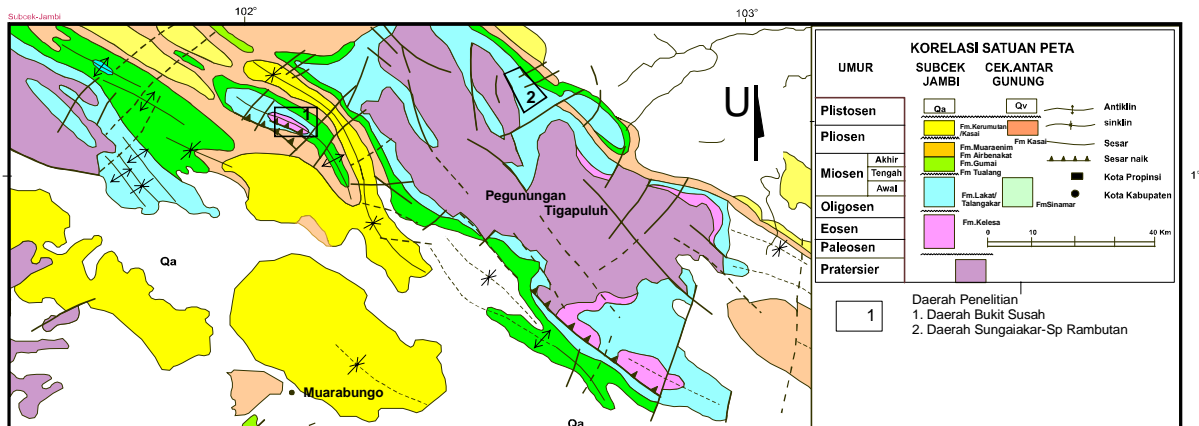 Subcek-Jambi
102°
103°
1
2
U
Pegunungan
Tigapuluh
Qa
Muarabungo
Qa
KORELASI SATUAN PETA
UMUR
SUBCEK
JAMBI
CEK.ANTAR
GUNUNG
Plistosen
Qa
Qv
Pliosen
Fm.Kerumutan
/Kasai
Fm Kasai
Miosen
Akhir
Tengah
Awal
Fm.Muaraenim
Fm Airbenakat
Fm.Gumai
Fm Tualang
Oligosen
Fm.Lakat/
Talangakar
FmSinamar
Eosen
Fm.Kelesa
Paleosen
Pratersier
Antiklin
sinklin
Sesar
Sesar naik
Kota Propinsi
Kota Kabupaten
0 10 20 40 Km
1°
1
Daerah Penelitian
1. Daerah Bukit Susah
2. Daerah Sungaiakar-Sp Rambutan